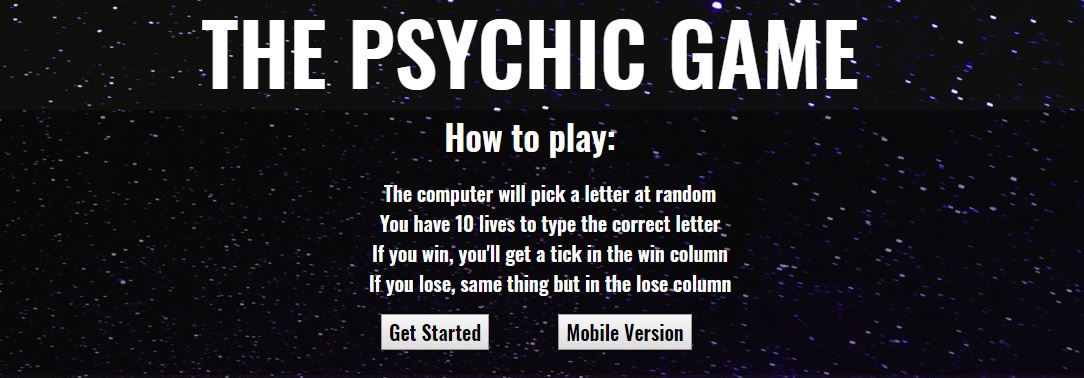 THE PSYCHIC GAME
How to play:
The computer will pick a letter at random
You have 10 lives to type the correct letter
If you win, you'll get a tick in the win column
If you lose, same thing but in the lose column
Get Started
Mobile Version